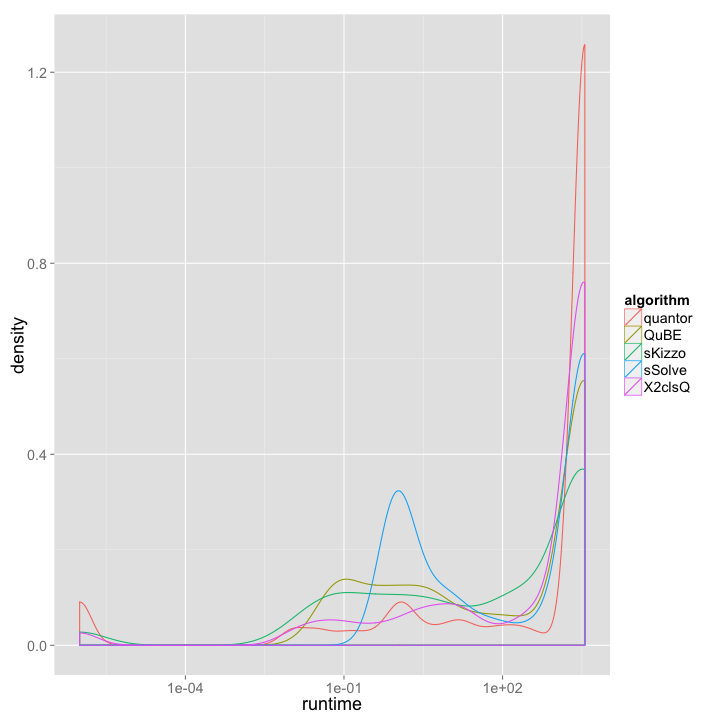 density
1.2
0.8
0.4
0.0
1e-04
1e-01
1e+02
runtime
algorithm
quantor
QuBE
sKizzo
sSolve
X2clsQ